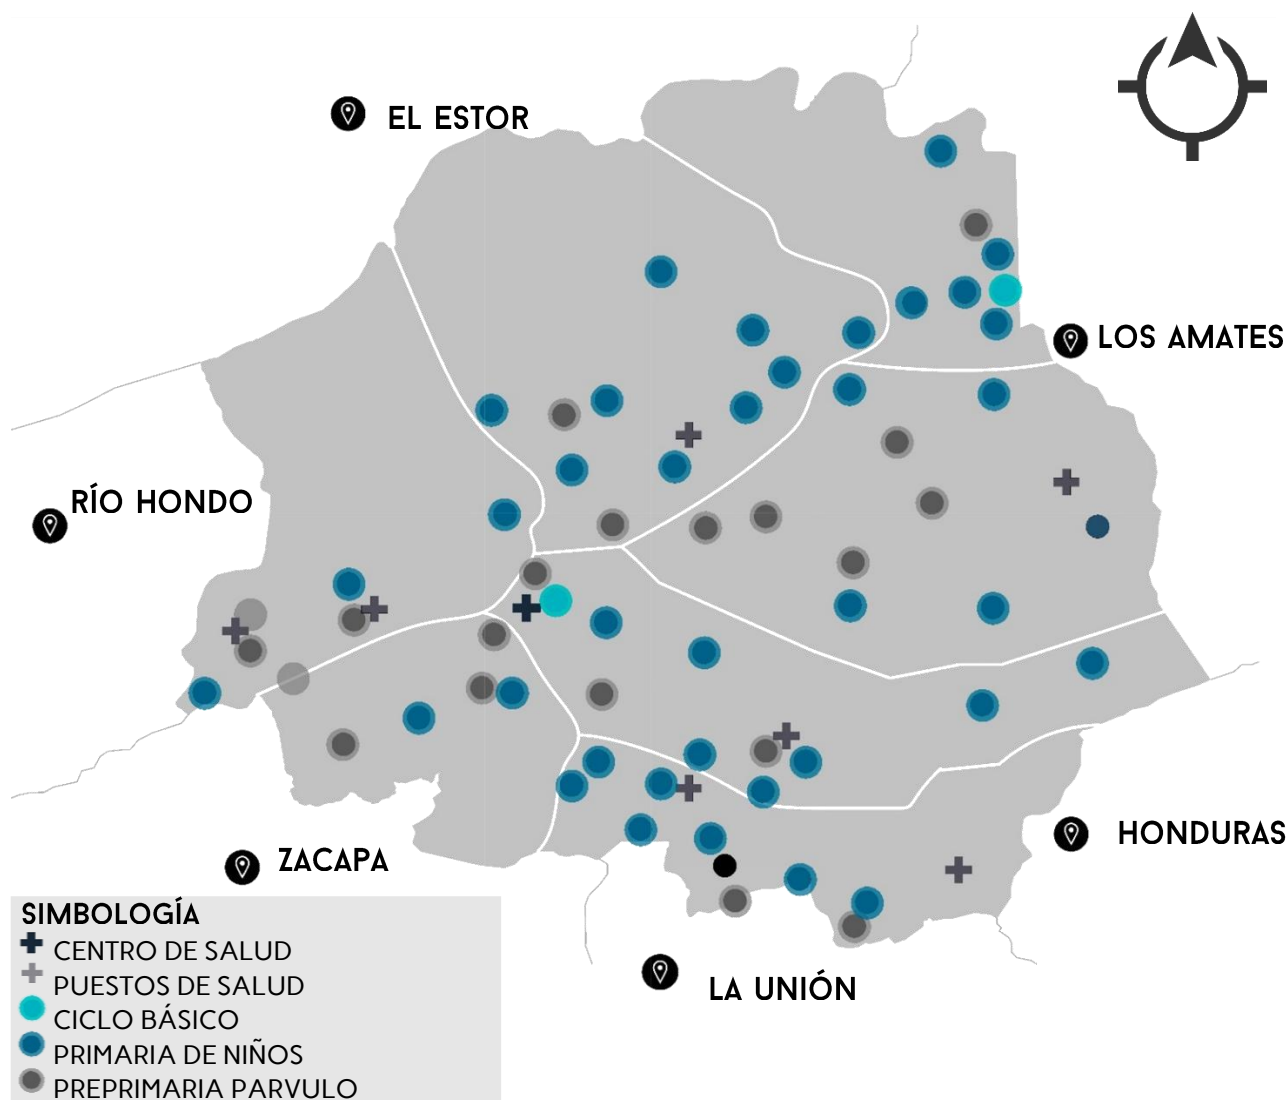 EL ESTOR
LOS AMATES
RÍO HONDO
HONDURAS
ZACAPA
LA UNIÓN
SIMBOLOGÍA
CENTRO DE SALUD
PUESTOS DE SALUD
CICLO BÁSICO
PRIMARIA DE NIÑOS
PREPRIMARIA PARVULO